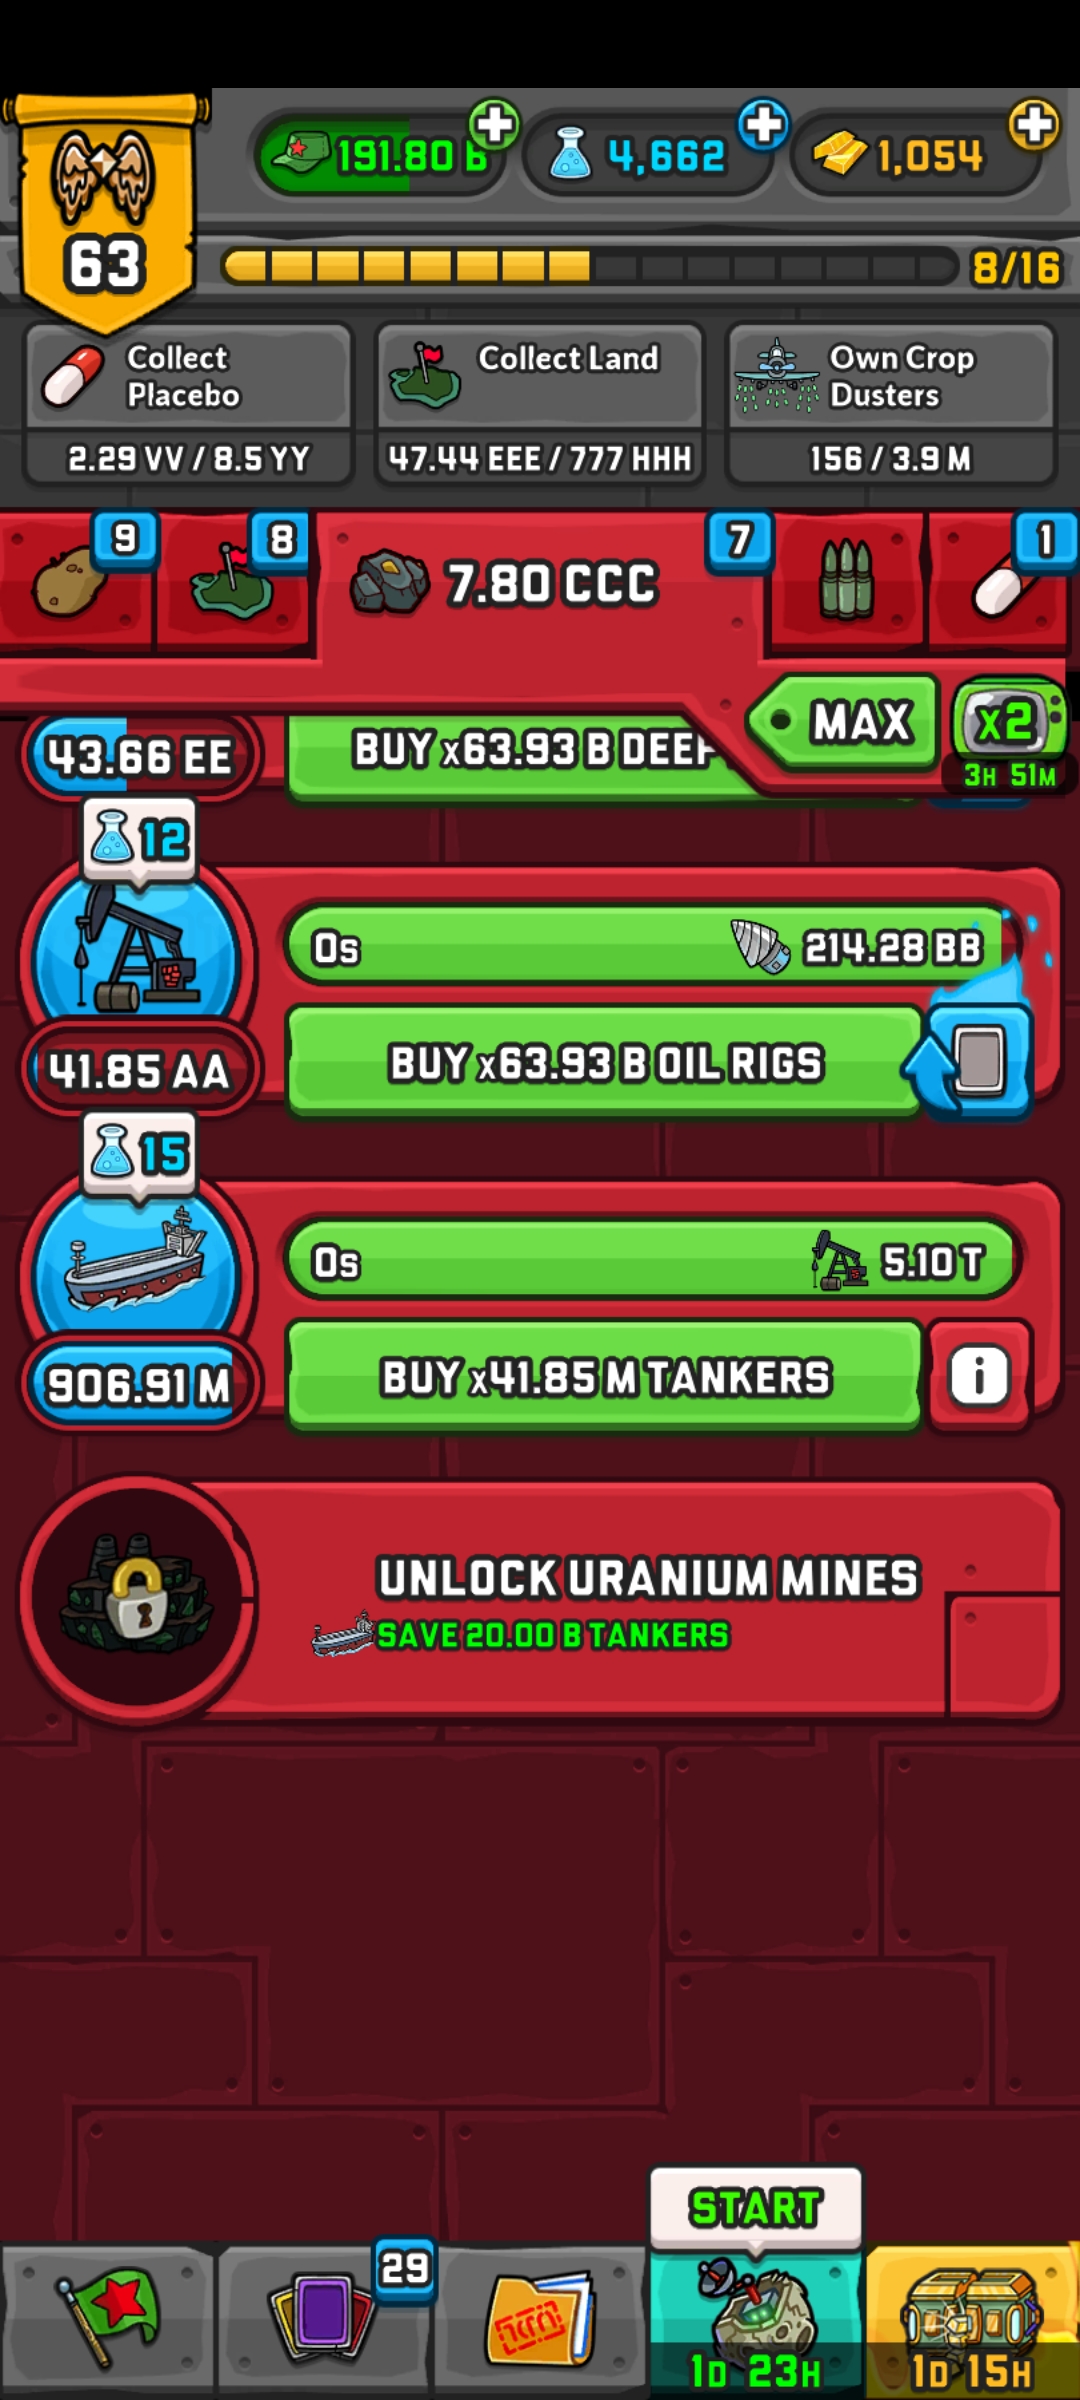 191.80 B
4,662
1,054
63
8/16
Collect
Placebo
2.29 VV / 8.5 YY
Collect Land
47.44 EEE / 777 HHH
Own Crop
Dusters
156 / 3.9 M
9
8
7.80 CCC
7
1
MAX
x2
3H 51M
43.66 EE
BUY x63.93 B DEEP
12
0s
214.28 BB
41.85 AA
BUY x63.93 B OIL RIGS
15
0s
5.10 T
906.91 M
BUY x41.85 M TANKERS
i
UNLOCK URANIUM MINES
SAVE 20.00 B TANKERS
START
29
1D 23H
1D 15H